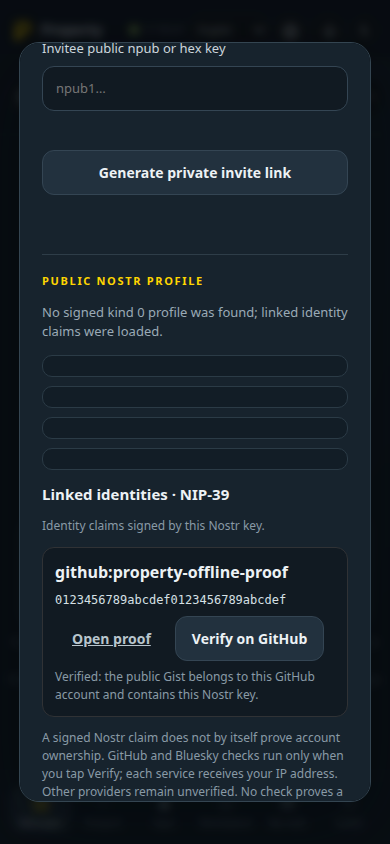 Invitee public npub or hex key
npub1...
Generate private invite link
PUBLIC NOSTR PROFILE
No signed kind 0 profile was found; linked identity
claims were loaded.
Linked identities · NIP-39
Identity claims signed by this Nostr key.
github:property-offline-proof
0123456789abcdef0123456789abcdef
Open proof
Verify on GitHub
Verified: the public Gist belongs to this GitHub
account and contains this Nostr key.
A signed Nostr claim does not by itself prove account
ownership. GitHub and Bluesky checks run only when
you tap Verify; each service receives your IP address.
Other providers remain unverified. No check proves a